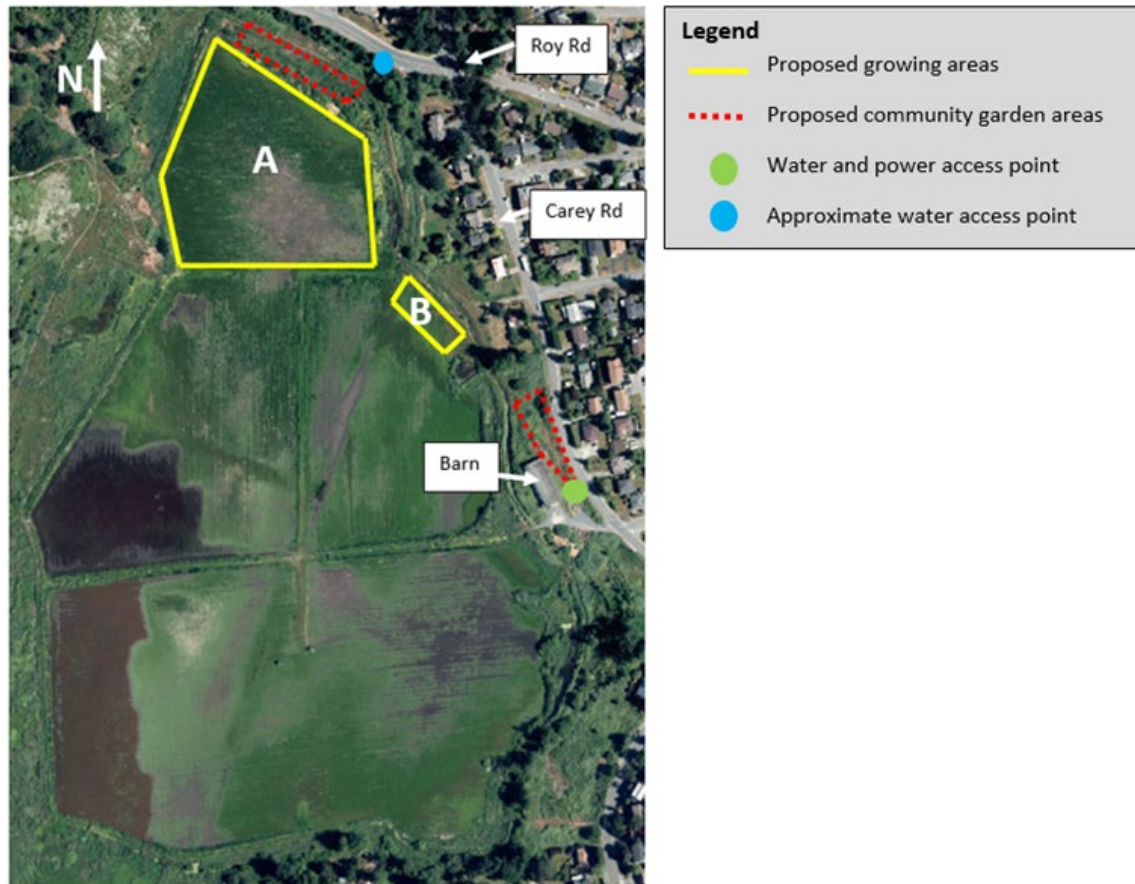 N
Roy Rd
A
Carey Rd
B
Barn
Legend
Proposed growing areas
Proposed community garden areas
Water and power access point
Approximate water access point